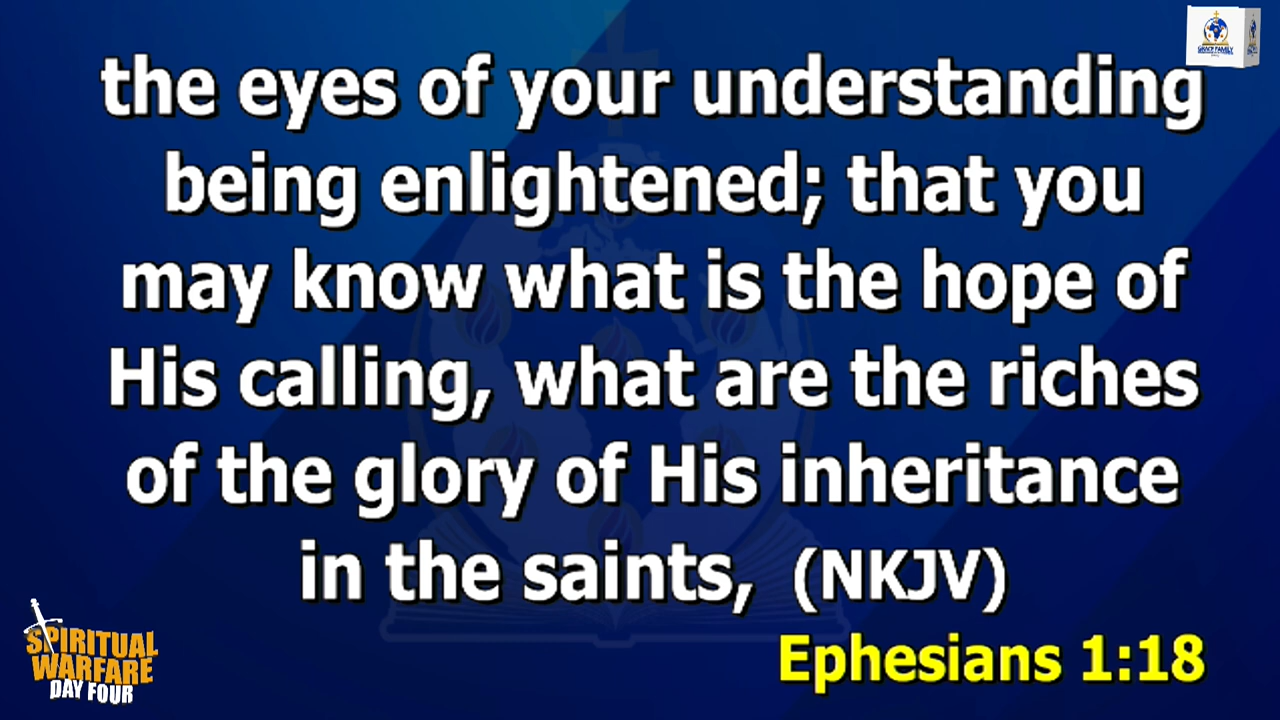 the eyes of your understanding
being enlightened; that you
may know what is the hope of
His calling, what are the riches
of the glory of His inheritance
in the saints, (NKJV)
Ephesians 1:18
SPIRITUAL
WARFARE
DAY FOUR
GRACE FAMILY